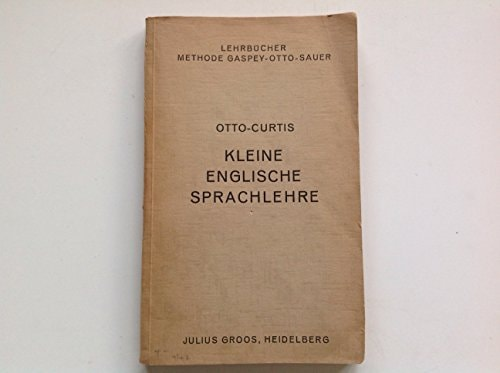 LEHRBÜCHER
METHODE GASPEY-OTTO-SAUER
OTTO-CURTIS
KLEINE
ENGLISCHE
SPRACHLEHRE
JULIUS GROOS, HEIDELBERG